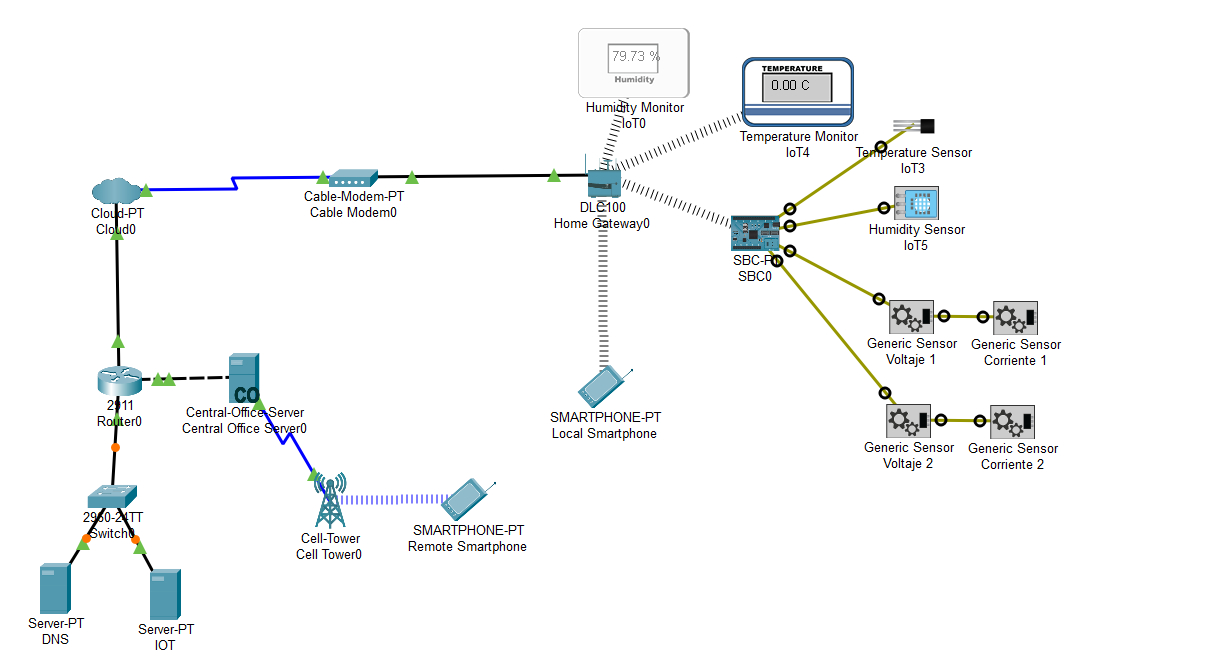 79.73 %
Humidity
Humidity Monitor
IoT0
TEMPERATURE
0.00 C
Temperature Monitor
IoT4
Temperature Sensor
IoT3
Cable-Modem-PT
Cable Modem0
DLC100
Home Gateway0
Humidity Sensor
IoT5
Cloud-PT
Cloud0
SBC-PT
SBC0
Generic Sensor
Voltaje 1
Generic Sensor
Corriente 1
2911
Router0
CO
Central-Office Server
Central Office Server0
SMARTPHONE-PT
Local Smartphone
Generic Sensor
Voltaje 2
Generic Sensor
Corriente 2
2960-24TT
Switch0
Cell-Tower
Cell Tower0
SMARTPHONE-PT
Remote Smartphone
Server-PT
DNS
Server-PT
IOT